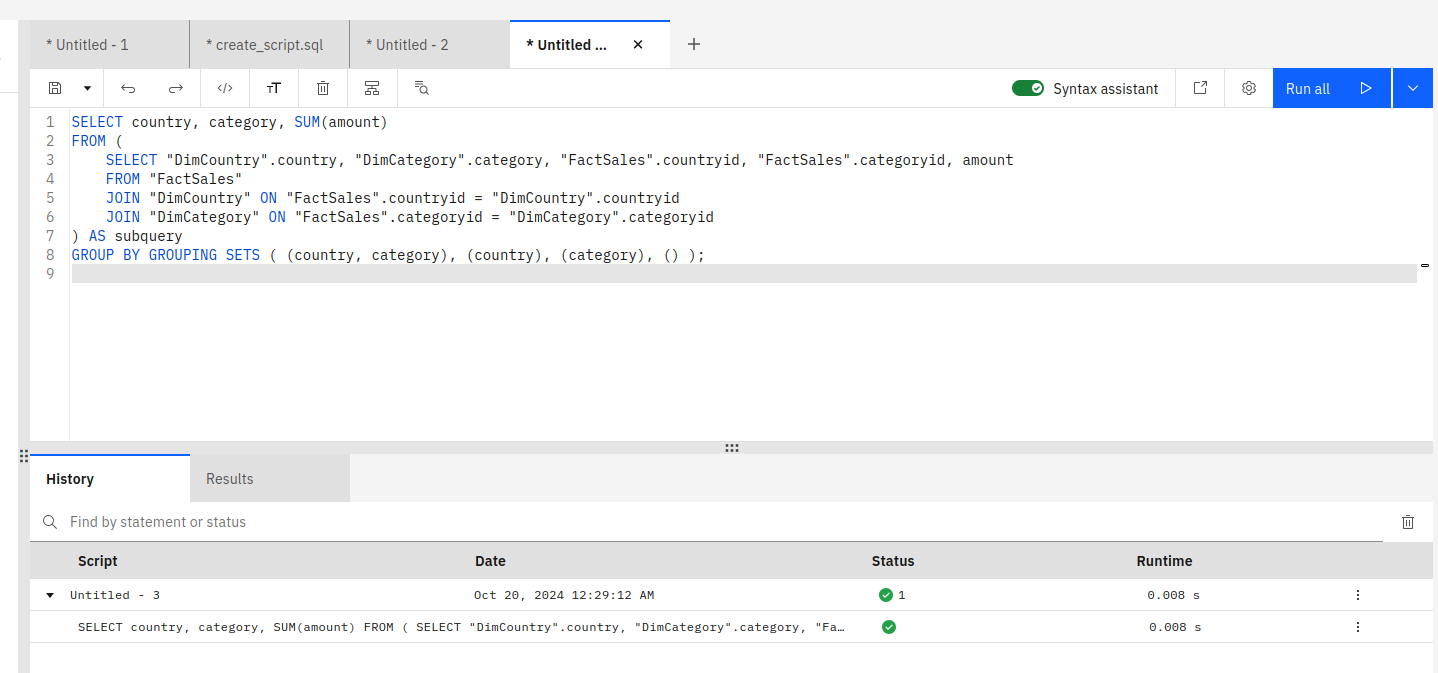 * Untitled - 1 * create_script.sql * Untitled - 2 * Untitled ...
Syntax assistant Run all
1 SELECT country, category, SUM(amount)
2 FROM (
3 SELECT "DimCountry".country, "DimCategory".category, "FactSales".countryid, "FactSales".categoryid, amount
4 FROM "FactSales"
5 JOIN "DimCountry" ON "FactSales".countryid = "DimCountry".countryid
6 JOIN "DimCategory" ON "FactSales".categoryid = "DimCategory".categoryid
7 ) AS subquery
8 GROUP BY GROUPING SETS ( (country, category), (country), (category), () );
9
History Results
Find by statement or status
Script Date Status Runtime
Untitled - 3 Oct 20, 2024 12:29:12 AM 1 0.008 s
SELECT country, category, SUM(amount) FROM ( SELECT "DimCountry".country, "DimCategory".category, "Fa… 0.008 s